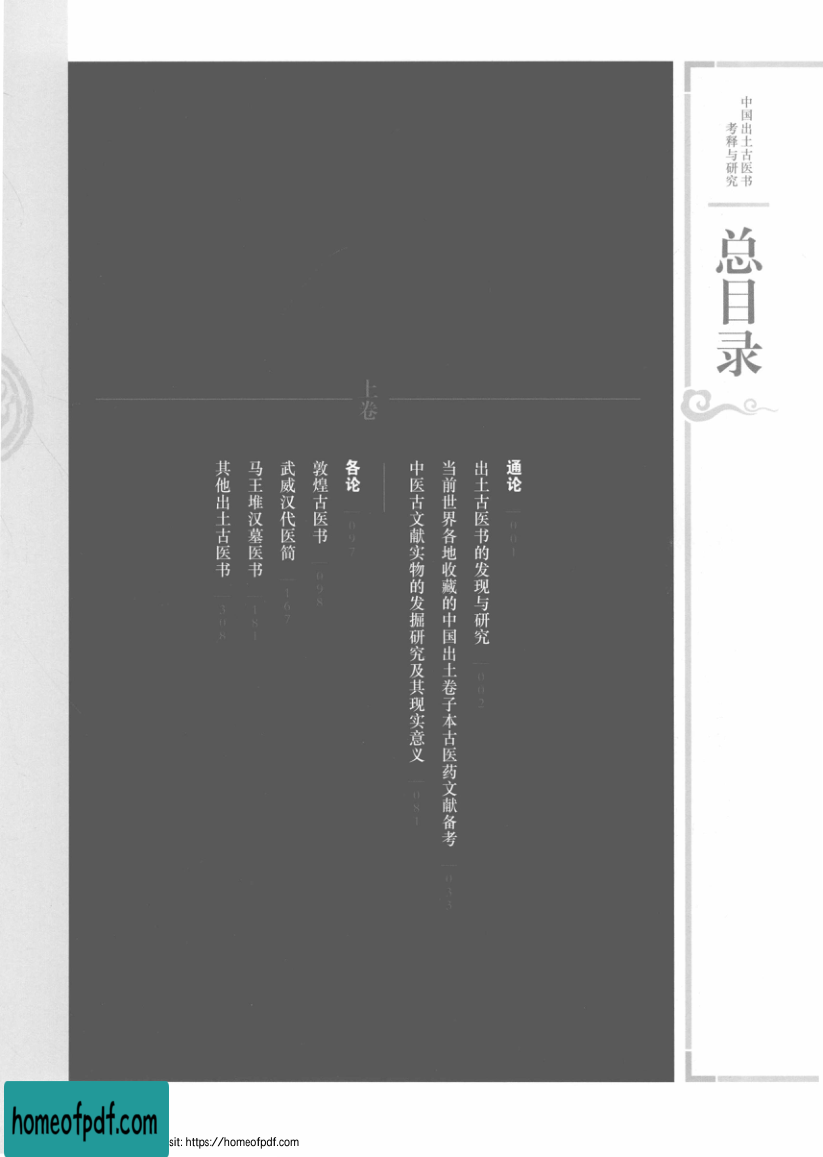 中国出土古医书
考释与研究
总目录
上卷
通论 001
出土古医书的发现与研究 002
当前世界各地收藏的中国出土卷子本古医药文献备考 035
中医古文献实物的发掘研究及其现实意义 081
各论 097
敦煌古医书 098
武威汉代医简 167
马王堆汉墓医书 181
其他出土古医书 308
homeofpdf.com
sit: https://homeofpdf.com